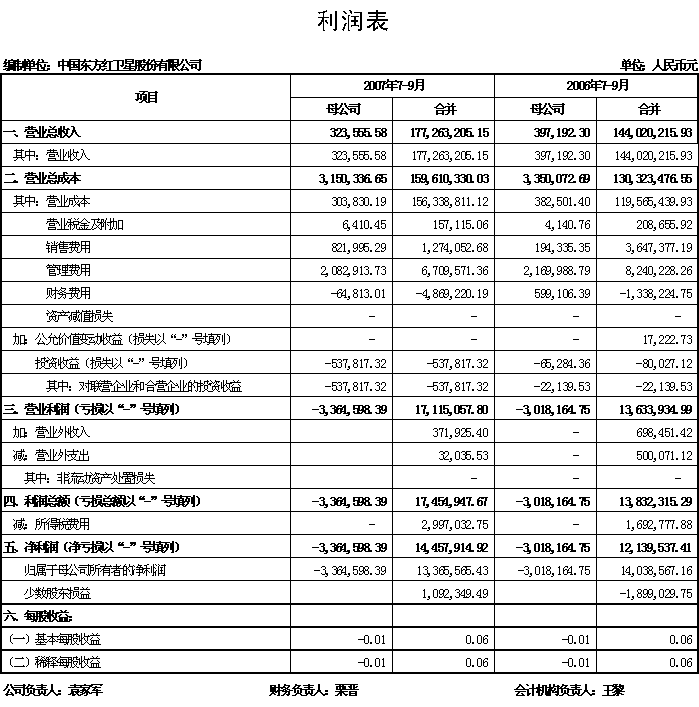 利润表
编制单位：中国东方红卫星股份有限公司 单位：人民币元
项目 2007年7-9月 2006年7-9月
母公司 合并 母公司 合并
一、营业总收入 323,555.58 177,263,205.15 397,192.30 144,020,215.93
其中：营业收入 323,555.58 177,263,205.15 397,192.30 144,020,215.93
二、营业总成本 3,150,336.65 159,610,330.03 3,350,072.69 130,323,476.55
其中：营业成本 303,830.19 156,338,811.12 382,501.40 119,565,439.93
营业税金及附加 6,410.45 157,115.06 4,140.76 208,655.92
销售费用 821,995.29 1,274,052.68 194,335.35 3,647,377.19
管理费用 2,082,913.73 6,709,571.36 2,169,988.79 8,240,228.26
财务费用 -64,813.01 -4,869,220.19 599,106.39 -1,338,224.75
资产减值损失 - - - -
加：公允价值变动收益（损失以“-”号填列） - - - 17,222.73
投资收益（损失以“-”号填列） -537,817.32 -537,817.32 -65,284.36 -80,027.12
其中：对联营企业和合营企业的投资收益 -537,817.32 -537,817.32 -22,139.53 -22,139.53
三、营业利润（亏损以“-”号填列） -3,364,598.39 17,115,057.80 -3,018,164.75 13,633,934.99
加：营业外收入 371,925.40 - 698,451.42
减：营业外支出 32,035.53 - 500,071.12
其中：非流动资产处置损失 - - -
四、利润总额（亏损总额以“-”号填列） -3,364,598.39 17,454,947.67 -3,018,164.75 13,832,315.29
减：所得税费用 - 2,997,032.75 - 1,692,777.88
五、净利润（净亏损以“-”号填列） -3,364,598.39 14,457,914.92 -3,018,164.75 12,139,537.41
归属于母公司所有者的净利润 -3,364,598.39 13,365,565.43 -3,018,164.75 14,038,567.16
少数股东损益 1,092,349.49 -1,899,029.75
六、每股收益：
（一）基本每股收益 -0.01 0.06 -0.01 0.06
（二）稀释每股收益 -0.01 0.06 -0.01 0.06
公司负责人：袁家军 财务负责人：栗晋 会计机构负责人：王黎